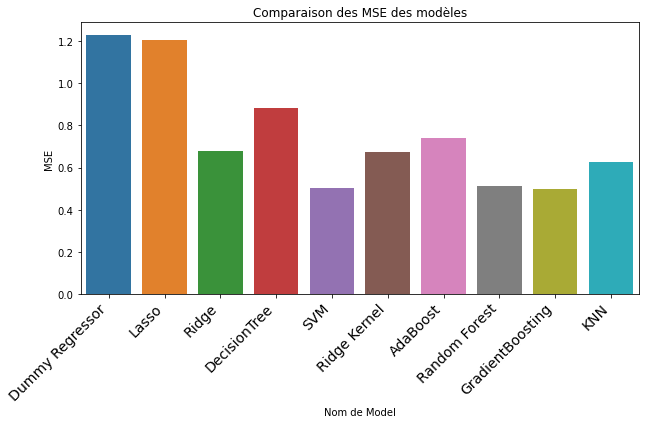 Comparaison des MSE des modèles
MSE
1.2
1.0
0.8
0.6
0.4
0.2
0.0
Dummy Regressor
Lasso
Ridge
DecisionTree
SVM
Ridge Kernel
AdaBoost
Random Forest
GradientBoosting
KNN
Nom de Model